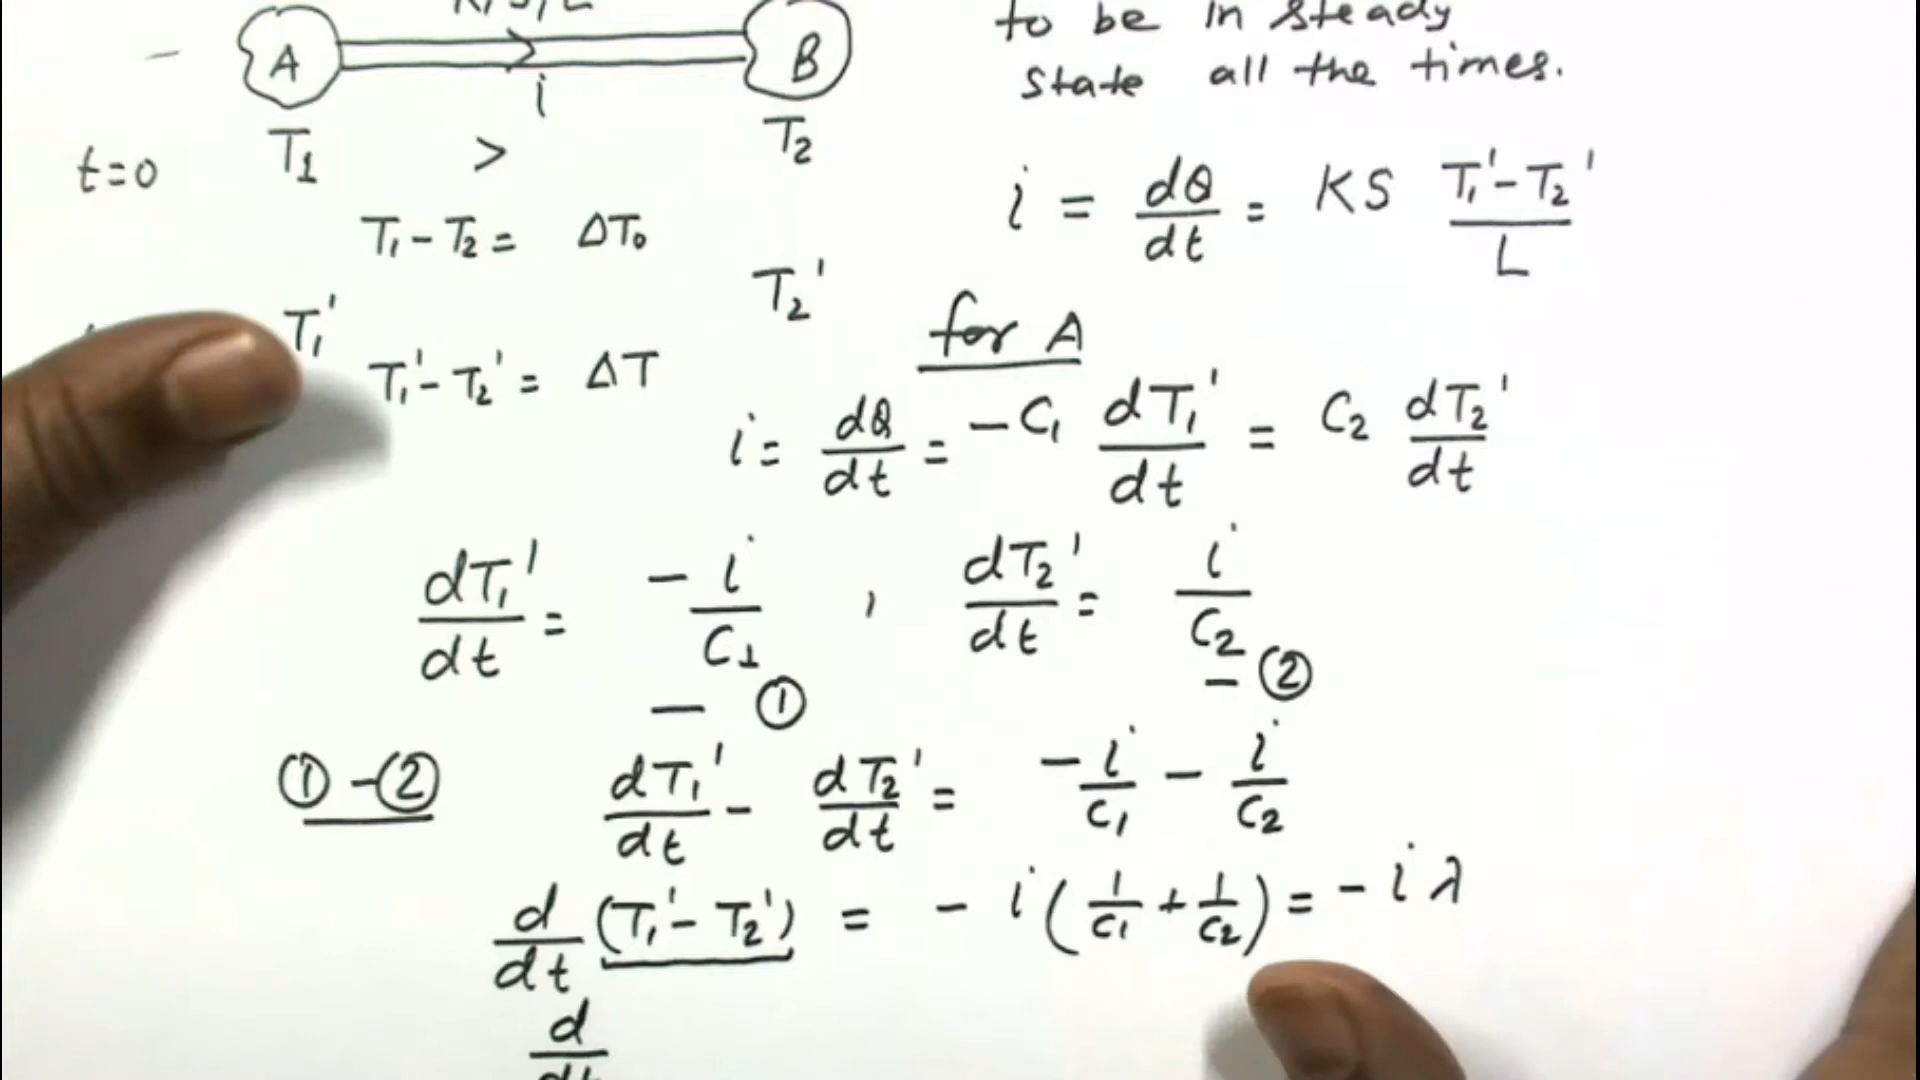 A B
i
to be in steady
state all the times.
t=0 T1 > T2
T1 - T2 = ΔT0
i = dQ/dt = KS (T1' - T2')/L
T1' T2'
T1' - T2' = ΔT
for A
i = dQ/dt = -C1 dT1'/dt = C2 dT2'/dt
dT1'/dt = -i/C1 , dT2'/dt = i/C2
— ① — ②
① - ② dT1'/dt - dT2'/dt = -i/C1 - i/C2
d/dt (T1' - T2') = - i (1/C1 + 1/C2) = - i λ
d/dt